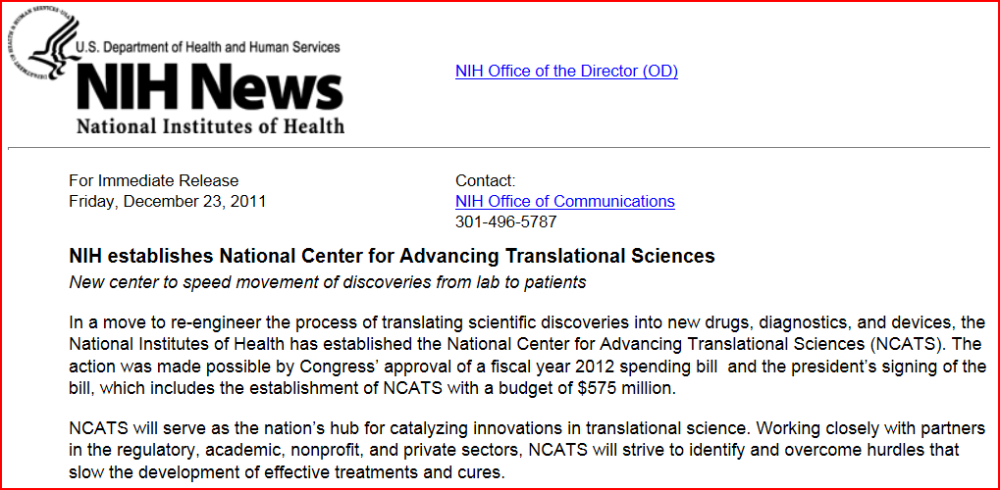 DEPARTMENT OF HEALTH & HUMAN SERVICES·USA
U.S. Department of Health and Human Services
NIH News
National Institutes of Health
NIH Office of the Director (OD)
For Immediate Release
Friday, December 23, 2011
Contact:
NIH Office of Communications
301-496-5787
NIH establishes National Center for Advancing Translational Sciences
New center to speed movement of discoveries from lab to patients
In a move to re-engineer the process of translating scientific discoveries into new drugs, diagnostics, and devices, the
National Institutes of Health has established the National Center for Advancing Translational Sciences (NCATS). The
action was made possible by Congress’ approval of a fiscal year 2012 spending bill  and the president’s signing of the
bill, which includes the establishment of NCATS with a budget of $575 million.
NCATS will serve as the nation’s hub for catalyzing innovations in translational science. Working closely with partners
in the regulatory, academic, nonprofit, and private sectors, NCATS will strive to identify and overcome hurdles that
slow the development of effective treatments and cures.